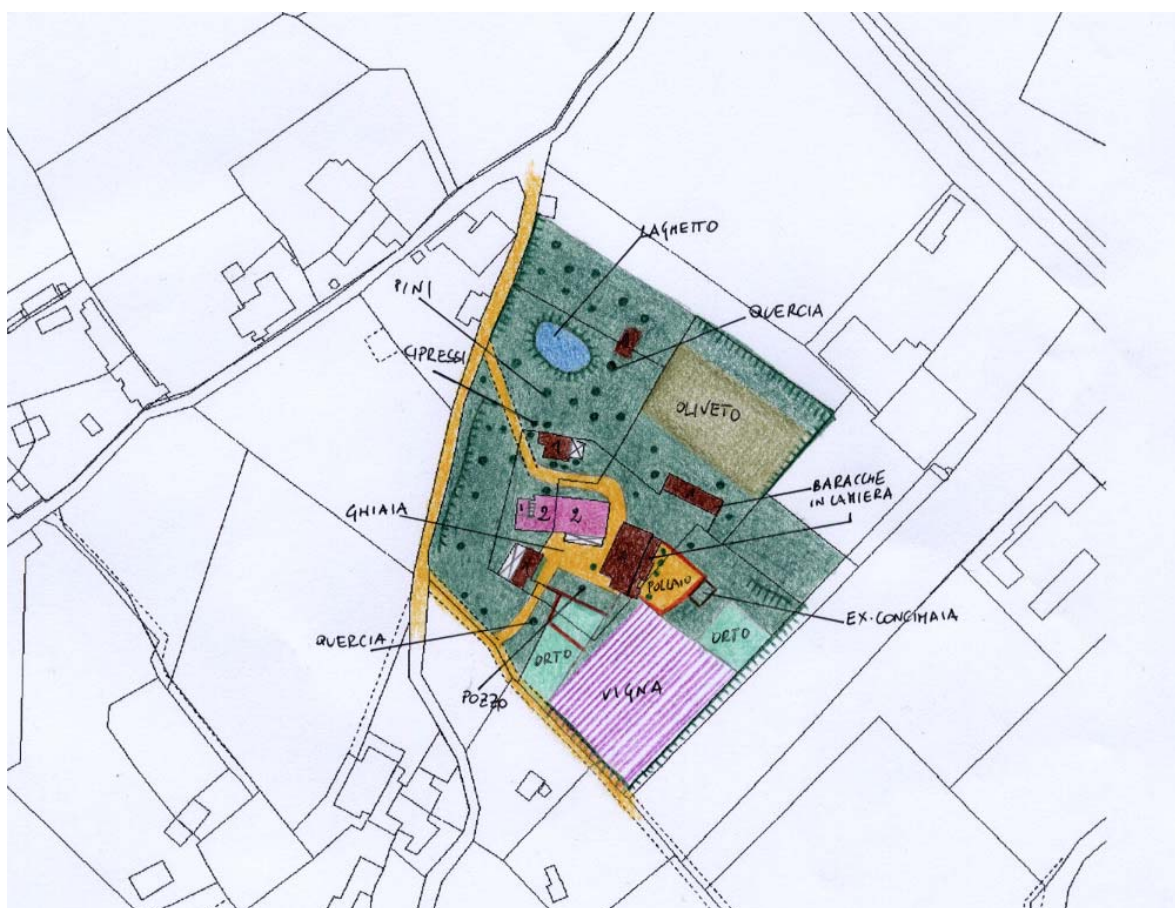 LAGHETTO
PINI
QUERCIA
CIPRESSI
OLIVETO
1
BARACCHE
IN LAMIERA
GHIAIA
2 2
POLLAIO
EX-CONCIMAIA
QUERCIA
ORTO
ORTO
POZZO
VIGNA